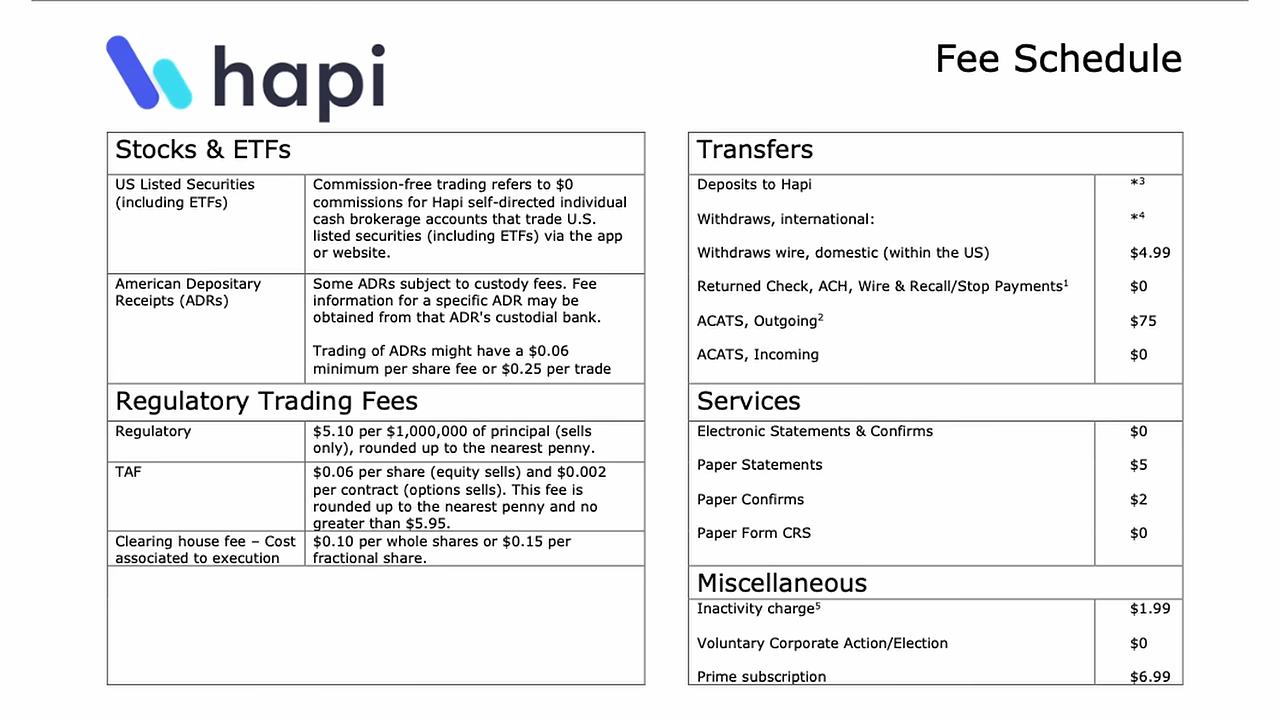 hapi
Fee Schedule
Stocks & ETFs
US Listed Securities
(including ETFs)
Commission-free trading refers to $0
commissions for Hapi self-directed individual
cash brokerage accounts that trade U.S.
listed securities (including ETFs) via the app
or website.
American Depositary
Receipts (ADRs)
Some ADRs subject to custody fees. Fee
information for a specific ADR may be
obtained from that ADR's custodial bank.
Trading of ADRs might have a $0.06
minimum per share fee or $0.25 per trade
Regulatory Trading Fees
Regulatory
$5.10 per $1,000,000 of principal (sells
only), rounded up to the nearest penny.
TAF
$0.06 per share (equity sells) and $0.002
per contract (options sells). This fee is
rounded up to the nearest penny and no
greater than $5.95.
Clearing house fee – Cost
associated to execution
$0.10 per whole shares or $0.15 per
fractional share.
Transfers
Deposits to Hapi *³
Withdraws, international: *⁴
Withdraws wire, domestic (within the US) $4.99
Returned Check, ACH, Wire & Recall/Stop Payments¹ $0
ACATS, Outgoing² $75
ACATS, Incoming $0
Services
Electronic Statements & Confirms $0
Paper Statements $5
Paper Confirms $2
Paper Form CRS $0
Miscellaneous
Inactivity charge⁵ $1.99
Voluntary Corporate Action/Election $0
Prime subscription $6.99